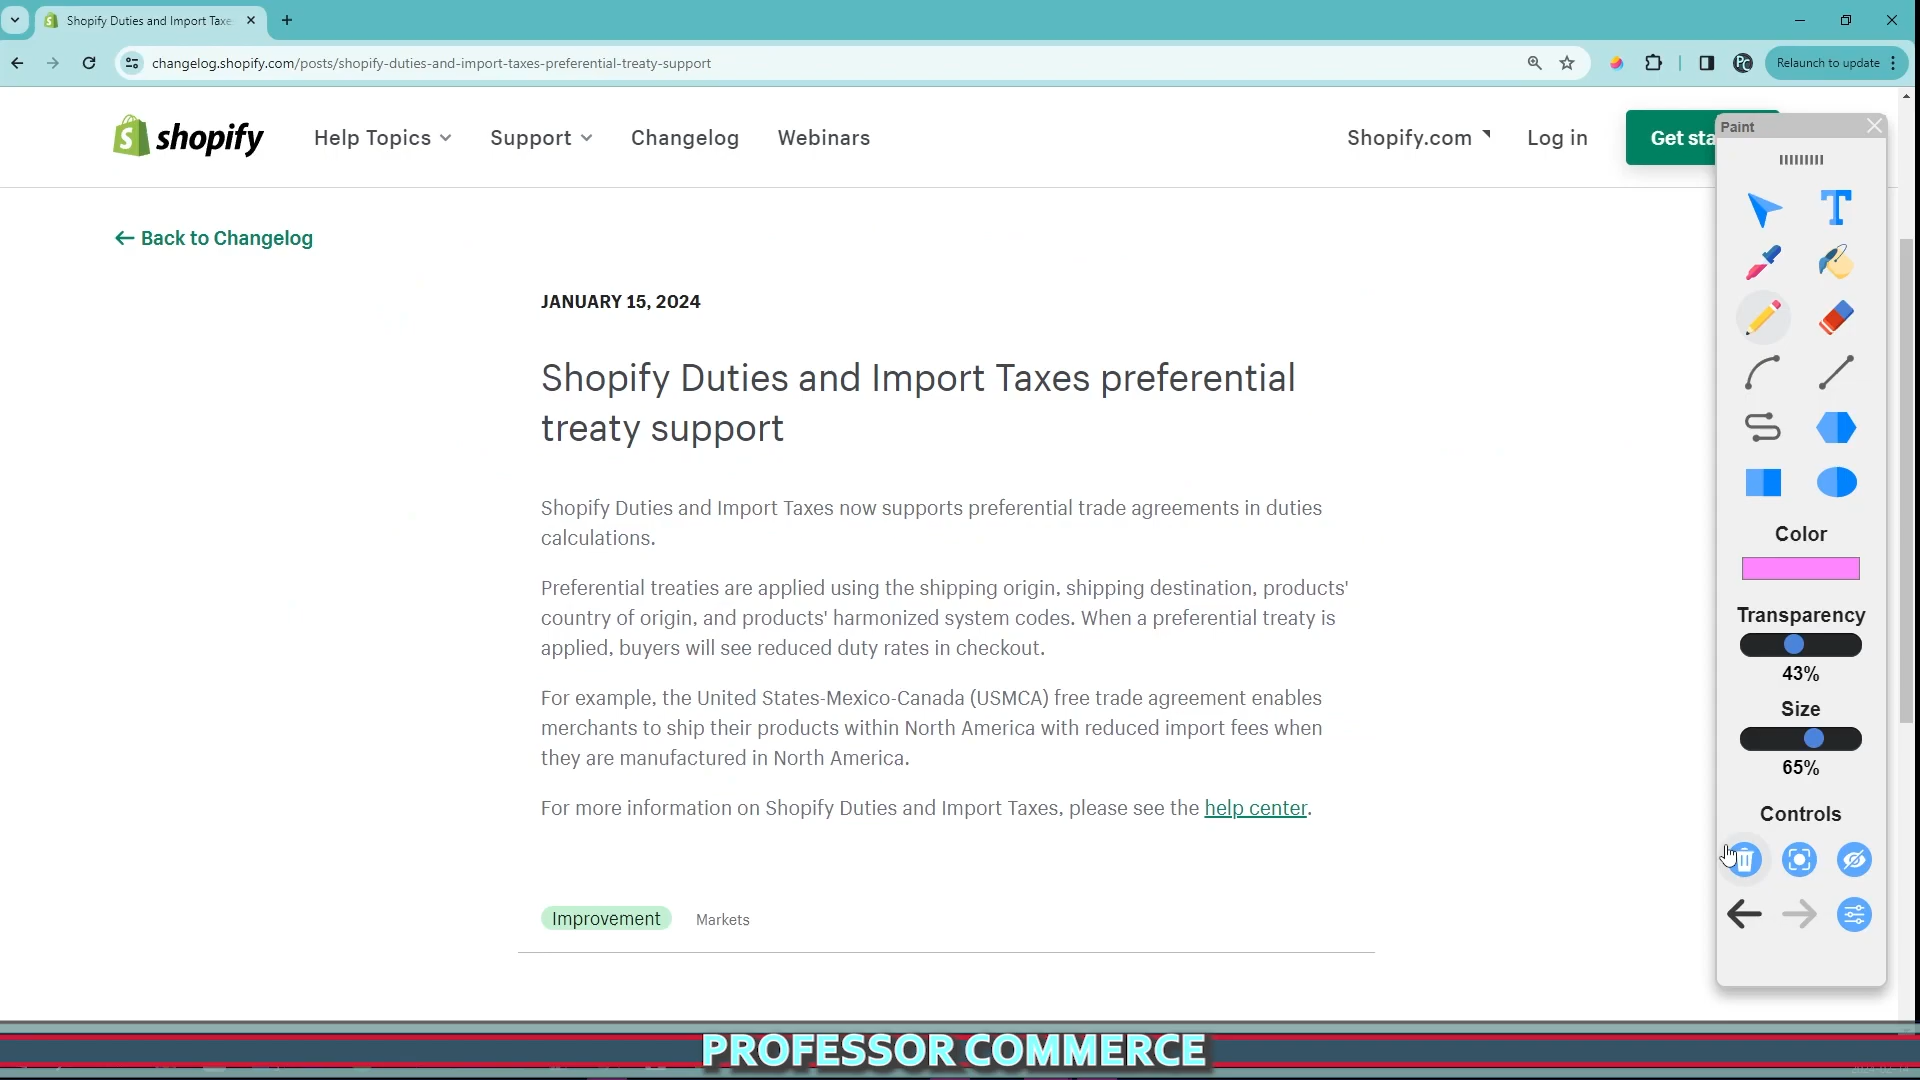 Shopify Duties and Import Taxe
changelog.shopify.com/posts/shopify-duties-and-import-taxes-preferential-treaty-support
PC
Relaunch to update
shopify
Help Topics
Support
Changelog
Webinars
Shopify.com
Log in
Get sta
Paint
Back to Changelog
JANUARY 15, 2024
Shopify Duties and Import Taxes preferential
treaty support
Shopify Duties and Import Taxes now supports preferential trade agreements in duties
calculations.
Preferential treaties are applied using the shipping origin, shipping destination, products'
country of origin, and products' harmonized system codes. When a preferential treaty is
applied, buyers will see reduced duty rates in checkout.
For example, the United States-Mexico-Canada (USMCA) free trade agreement enables
merchants to ship their products within North America with reduced import fees when
they are manufactured in North America.
For more information on Shopify Duties and Import Taxes, please see the help center.
Improvement
Markets
Color
Transparency
43%
Size
65%
Controls
PROFESSOR COMMERCE